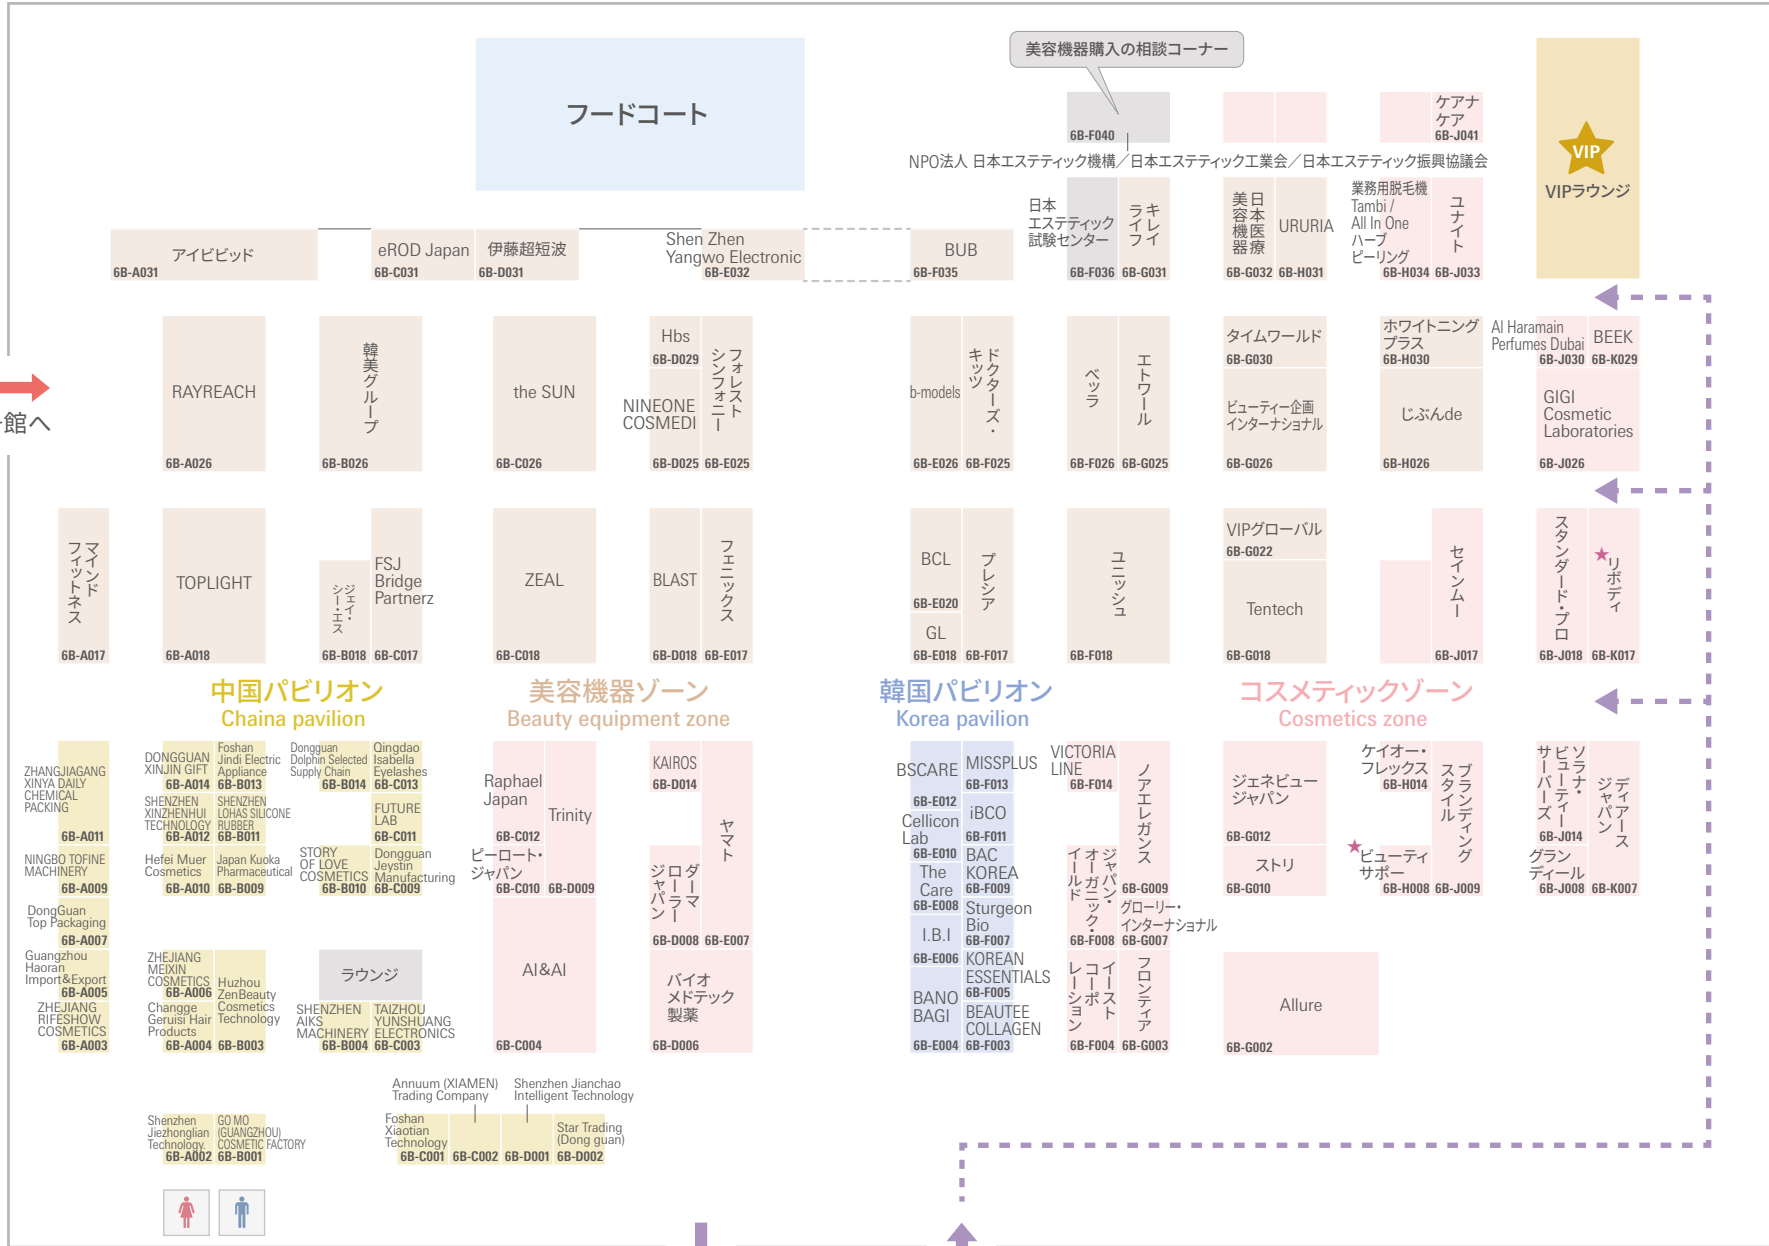 美容機器購入の相談コーナー
フードコート
6B-F040
ケアナ
ケア
6B-J041
VIP
VIPラウンジ
NPO法人 日本エステティック機構／日本エステティック工業会／日本エステティック振興協議会
アイビビッド
6B-A031
eROD Japan
6B-C031
伊藤超短波
6B-D031
Shen Zhen
Yangwo Electronic
6B-E032
BUB
6B-F035
日本
エステティック
試験センター
6B-F036
キレイ
ライフ
6B-G031
日本医療
美容機器
6B-G032
URURIA
6B-H031
業務用脱毛機
Tambi /
All In One
ハーブ
ピーリング
6B-H034
ユナイト
6B-J033
館へ
RAYREACH
6B-A026
韓美グループ
6B-B026
the SUN
6B-C026
Hbs
6B-D029
NINEONE
COSMEDI
6B-D025
フォレスト
シンフォニー
6B-E025
b-models
6B-E026
ドクターズ・
キッツ
6B-F025
ベッラ
6B-F026
エトワール
6B-G025
タイムワールド
6B-G030
ビューティー企画
インターナショナル
6B-G026
ホワイトニング
プラス
6B-H030
じぶんde
6B-H026
Al Haramain
Perfumes Dubai
6B-J030
BEEK
6B-K029
GIGI
Cosmetic
Laboratories
6B-J026
マインド
フィットネス
6B-A017
TOPLIGHT
6B-A018
ジェイ・
シー・エス
6B-B018
FSJ
Bridge
Partnerz
6B-C017
ZEAL
6B-C018
BLAST
6B-D018
フェニックス
6B-E017
BCL
6B-E020
GL
6B-E018
プレシア
6B-F017
ユニッシュ
6B-F018
VIPグローバル
6B-G022
Tentech
6B-G018
セインムー
6B-J017
スタンダード・プロ
6B-J018
★リボディ
6B-K017
中国パビリオン
Chaina pavilion
美容機器ゾーン
Beauty equipment zone
韓国パビリオン
Korea pavilion
コスメティックゾーン
Cosmetics zone
ZHANGJIAGANG
XINYA DAILY
CHEMICAL
PACKING
6B-A011
DONGGUAN
XINJIN GIFT
6B-A014
Foshan
Jindi Electric
Appliance
6B-B013
Dongguan
Dolphin Selected
Supply Chain
6B-B014
Qingdao
Isabella
Eyelashes
6B-C013
SHENZHEN
XINZHENHUI
TECHNOLOGY
6B-A012
SHENZHEN
LOHAS SILICONE
RUBBER
6B-B011
FUTURE
LAB
6B-C011
NINGBO TOFINE
MACHINERY
6B-A009
Hefei Muer
Cosmetics
6B-A010
Japan Kuoka
Pharmaceutical
6B-B009
STORY
OF LOVE
COSMETICS
6B-B010
Dongguan
Jeystin
Manufacturing
6B-C009
DongGuan
Top Packaging
6B-A007
Guangzhou
Haoran
Import&Export
6B-A005
ZHEJIANG
RIFESHOW
COSMETICS
6B-A003
ZHEJIANG
MEIXIN
COSMETICS
6B-A006
Changge
Geruisi Hair
Products
6B-A004
Huzhou
ZenBeauty
Cosmetics
Technology
6B-B003
ラウンジ
SHENZHEN
AIKS
MACHINERY
6B-B004
TAIZHOU
YUNSHUANG
ELECTRONICS
6B-C003
Raphael
Japan
6B-C012
Trinity
6B-D009
ピーロート・
ジャパン
6B-C010
AI&AI
6B-C004
KAIROS
6B-D014
ヤマト
6B-E007
ダーマ
ローラー
ジャパン
6B-D008
バイオ
メドテック
製薬
6B-D006
BSCARE
6B-E012
MISSPLUS
6B-F013
Cellicon
Lab
6B-E010
iBCO
6B-F011
The
Care
6B-E008
BAC
KOREA
6B-F009
I.B.I
6B-E006
Sturgeon
Bio
6B-F007
BANO
BAGI
6B-E004
KOREAN
ESSENTIALS
6B-F005
BEAUTEE
COLLAGEN
6B-F003
VICTORIA
LINE
6B-F014
ノアエレガンス
6B-G009
ジャパン・
オーガニック・
イールド
6B-F008
グローリー・
インターナショナル
6B-G007
イースト
コーポ
レーション
6B-F004
フロンティア
6B-G003
ジェネビュー
ジャパン
6B-G012
ストリ
6B-G010
Allure
6B-G002
ケイオー・
フレックス
6B-H014
ブランディング
スタイル
6B-J009
★
ビューティ
サポー
6B-H008
ソラナ・
ビューティー
サーバーズ
6B-J014
グラン
ディール
6B-J008
ディアース
ジャパン
6B-K007
Shenzhen
Jiezhonglian
Technology.
6B-A002
GO MO
(GUANGZHOU)
COSMETIC FACTORY
6B-B001
Annuum (XIAMEN)
Trading Company
Shenzhen Jianchao
Intelligent Technology
Foshan
Xiaotian
Technology
6B-C001
6B-C002
6B-D001
Star Trading
(Dong guan)
6B-D002